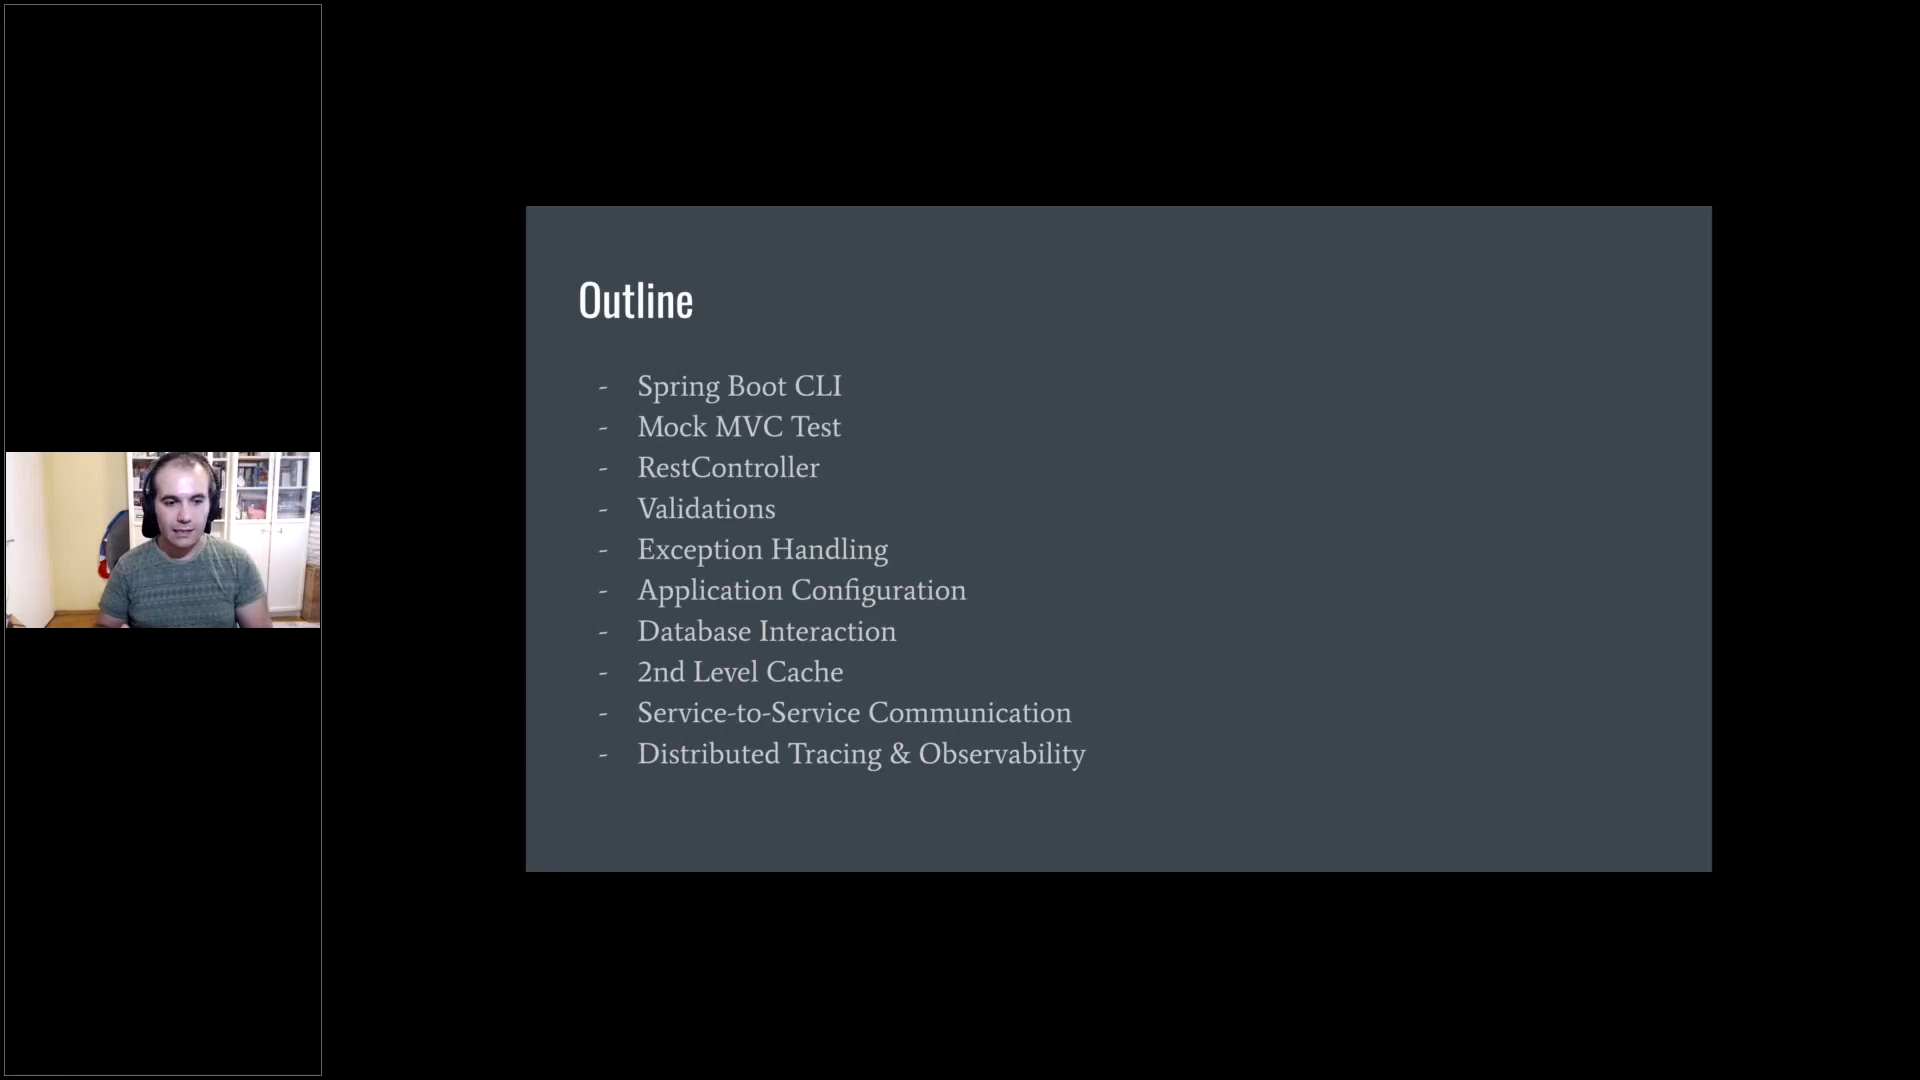 Outline
- Spring Boot CLI
- Mock MVC Test
- RestController
- Validations
- Exception Handling
- Application Configuration
- Database Interaction
- 2nd Level Cache
- Service-to-Service Communication
- Distributed Tracing & Observability